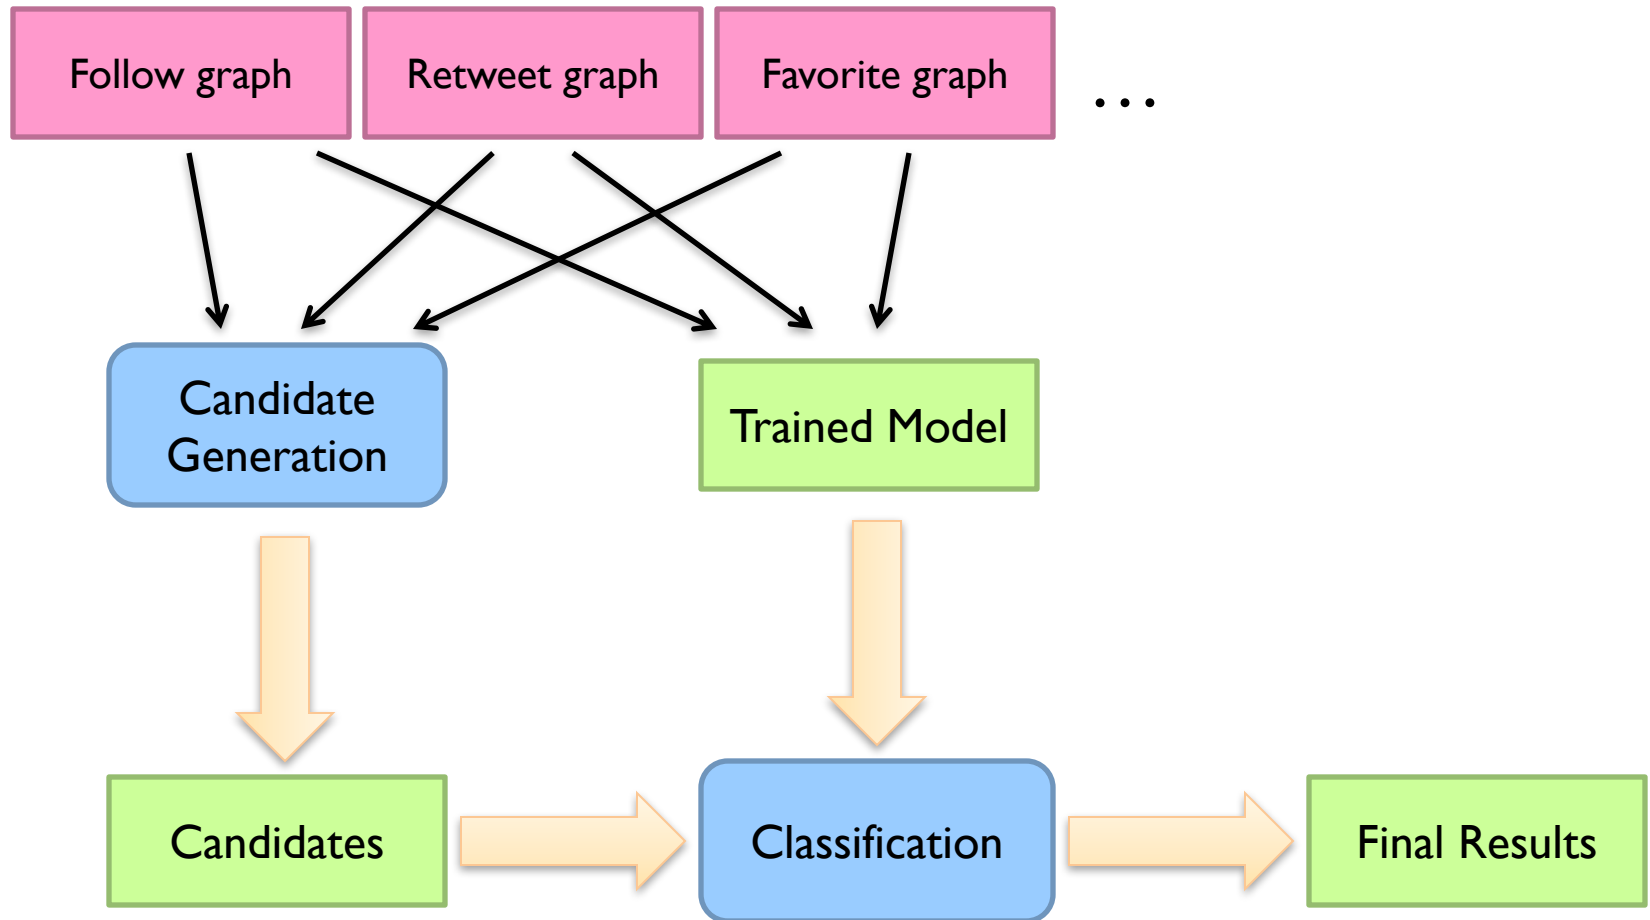 Follow graph
Retweet graph
Favorite graph
…
Candidate
Generation
Trained Model
Candidates
Classification
Final Results